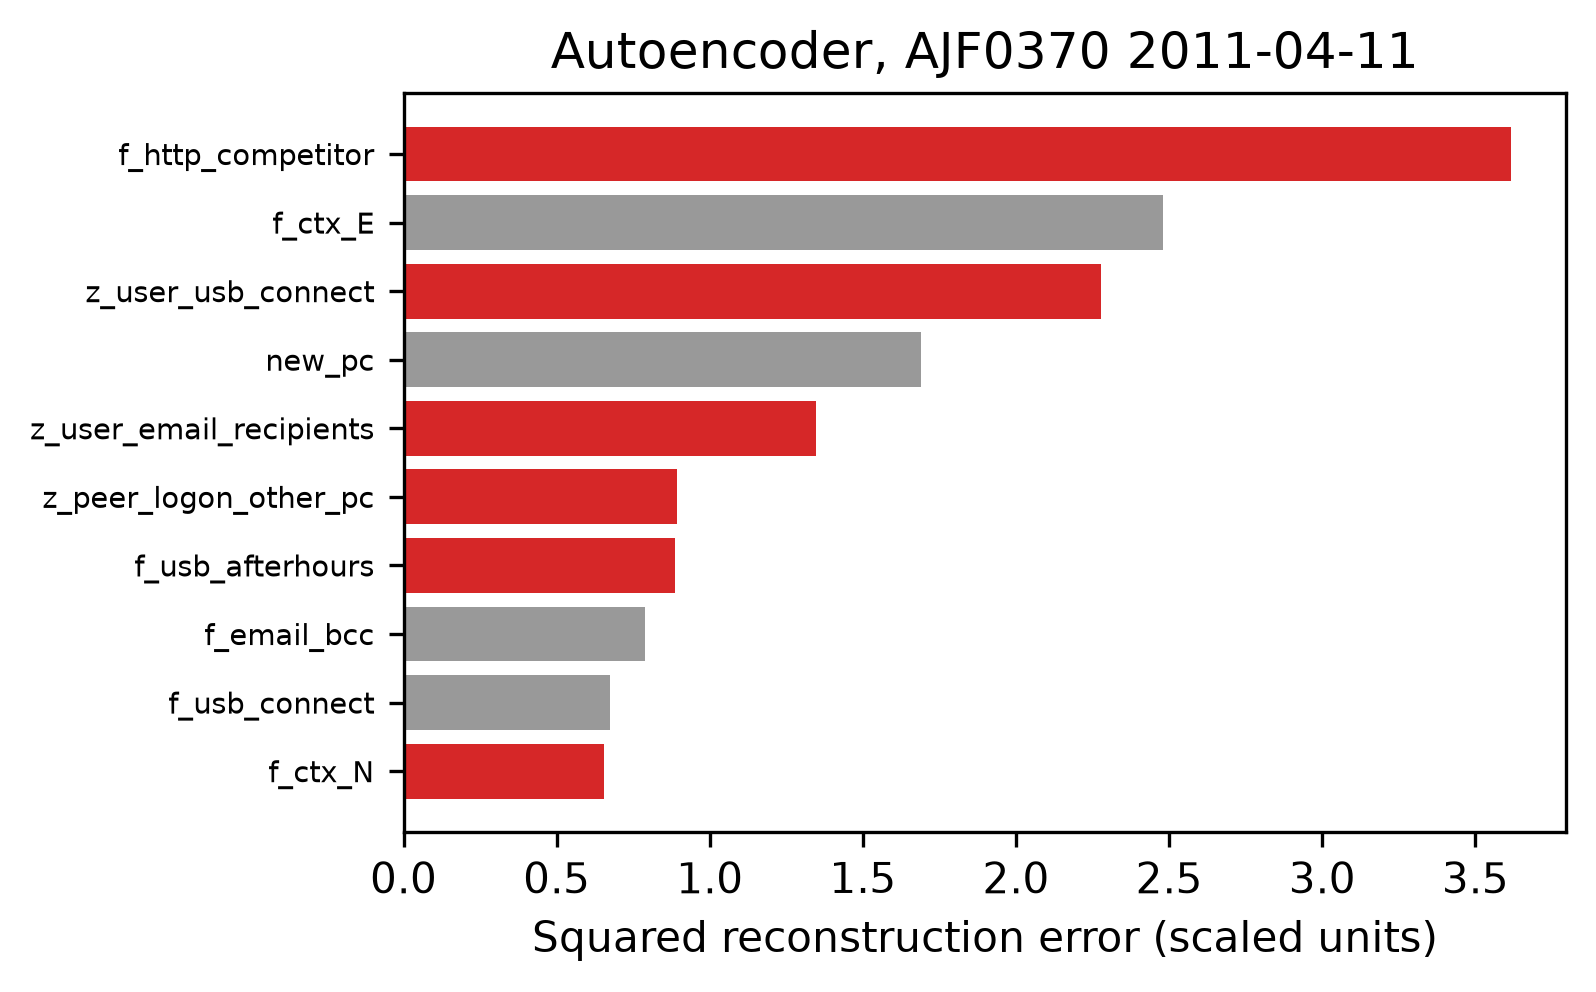 Autoencoder, AJF0370 2011-04-11
f_http_competitor
f_ctx_E
z_user_usb_connect
new_pc
z_user_email_recipients
z_peer_logon_other_pc
f_usb_afterhours
f_email_bcc
f_usb_connect
f_ctx_N
0.0 0.5 1.0 1.5 2.0 2.5 3.0 3.5
Squared reconstruction error (scaled units)